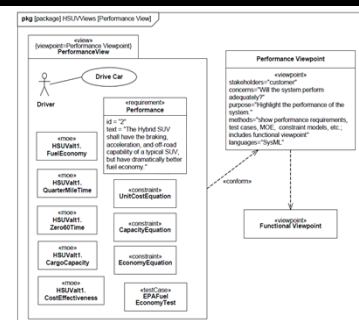 pkg [package] HSUVViews [Performance View]
«view»
{viewpoint=Performance Viewpoint}
PerformanceView
Drive Car
Driver
«requirement»
Performance
id = "2"
text = "The Hybrid SUV
shall have the braking,
acceleration, and off-road
capability of a typical SUV,
but have dramatically better
fuel economy."
«moe»
HSUValt1.
FuelEconomy
«moe»
HSUValt1.
QuarterMileTime
«moe»
HSUValt1.
Zero60Time
«moe»
HSUValt1.
CargoCapacity
«moe»
HSUValt1.
CostEffectiveness
«constraint»
UnitCostEquation
«constraint»
CapacityEquation
«constraint»
EconomyEquation
«testCase»
EPAFuel
EconomyTest
Performance Viewpoint
«viewpoint»
stakeholders="customer"
concerns="Will the system perform
adequately?"
purpose="Highlight the performance of the
system."
methods="show performance requirements,
test cases, MOE, constraint models, etc.;
includes functional viewpoint"
languages="SysML"
«conform»
«viewpoint»
Functional Viewpoint